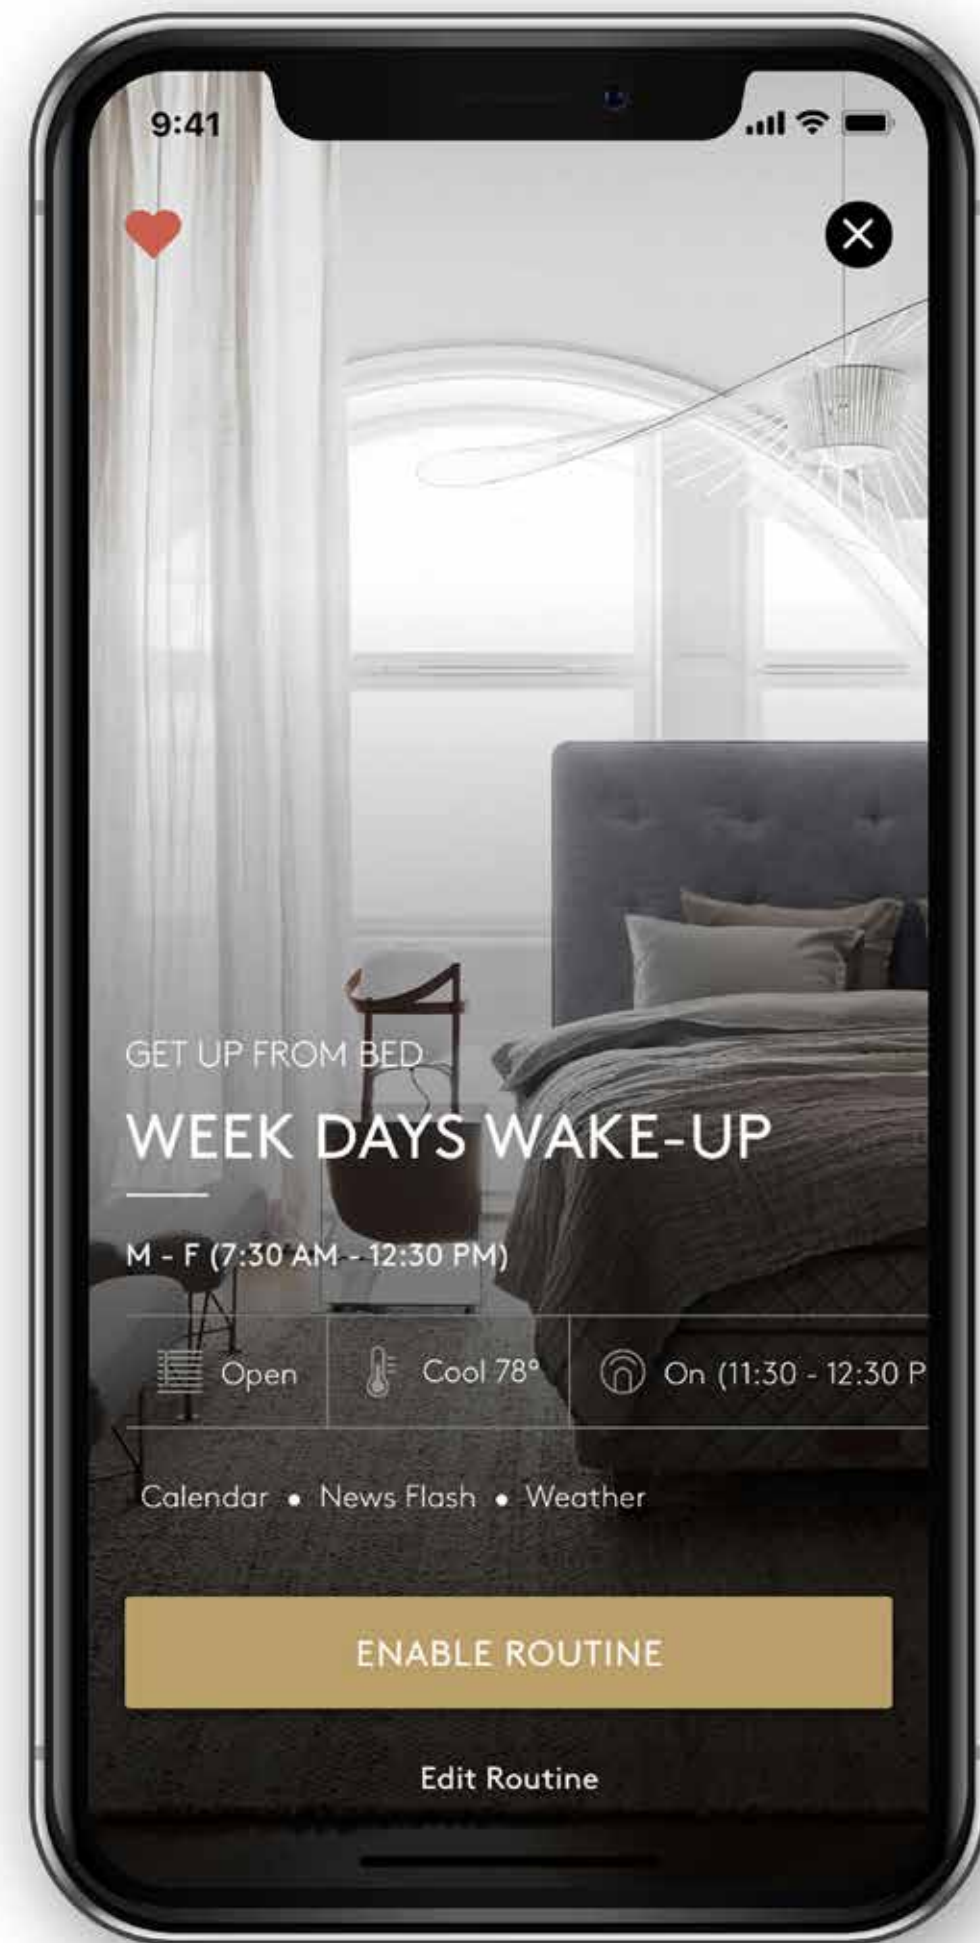 9:41
GET UP FROM BED
WEEK DAYS WAKE-UP
M - F (7:30 AM - 12:30 PM)
Open Cool 78° On (11:30 - 12:30 P
Calendar • News Flash • Weather
ENABLE ROUTINE
Edit Routine